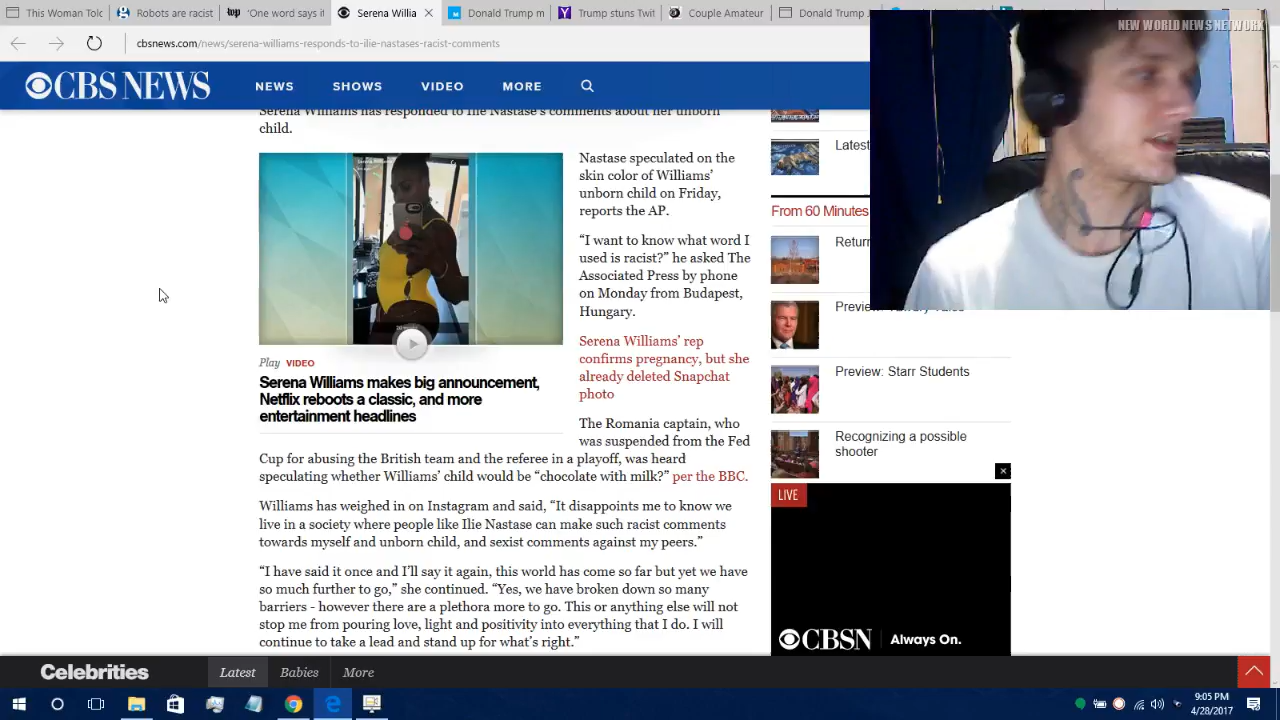 This Woman Tole
Robots are racist
"One word says i
Serena Willia
Donald Trump m
Trump stuns Twit
Couple Amateur
Donald Trump
NEW WORLD NEWS NETWORK
cbsnews.com/news/serena-williams-responds-to-ilie-nastases-racist-comments
CBS NEWS
NEWS SHOWS VIDEO MORE
Serena Williams has responded to Ilie Nastase's comments about her unborn
child.
Nastase speculated on the
skin color of Williams'
unborn child on Friday,
reports the AP.
"I want to know what word I
used is racist?" he asked The
Associated Press by phone
on Monday from Budapest,
Hungary.
Serena Williams' rep
confirms pregnancy, but she
already deleted Snapchat
photo
Play VIDEO
Serena Williams makes big announcement,
Netflix reboots a classic, and more
entertainment headlines
The Romania captain, who
was suspended from the Fed
Cup for abusing the British team and the referee in a playoff, was heard
speculating whether Williams' child would be "chocolate with milk?" per the BBC.
Williams has weighed in on Instagram and said, "It disappoints me to know we
live in a society where people like Ilie Nastase can make such racist comments
towards myself and unborn child, and sexist comments against my peers."
"I have said it once and I'll say it again, this world has come so far but yet we have
so much further to go," she continued. "Yes, we have broken down so many
barriers - however there are a plethora more to go. This or anything else will not
stop me from pouring love, light and positivity into everything that I do. I will
continue to take a lead and stand up for what's right."
Latest
From 60 Minutes
Retur
Preview:
Preview: Starr Students
Recognizing a possible
shooter
LIVE
CBSN Always On.
Celebrities Latest Babies More
9:05 PM
4/28/2017